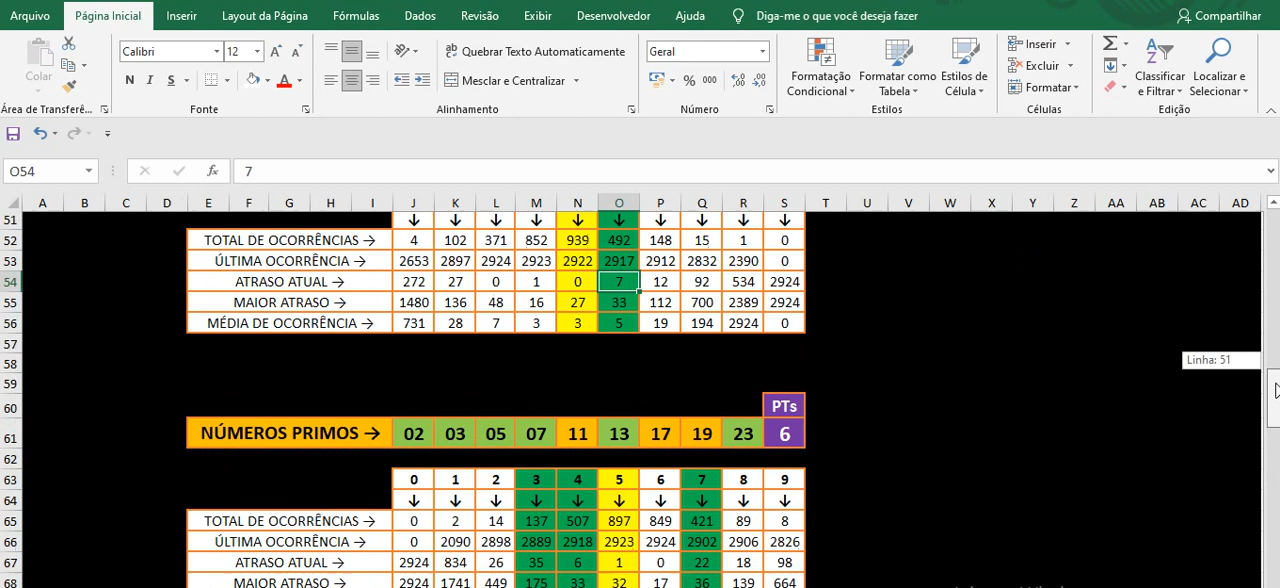 Arquivo Página Inicial Inserir Layout da Página Fórmulas Dados Revisão Exibir Desenvolvedor Ajuda Diga-me o que você deseja fazer Compartilhar
Calibri 12 Quebrar Texto Automaticamente Geral Inserir
Colar N I S Mesclar e Centralizar % 000 Formatação Condicional Formatar como Tabela Estilos de Célula Excluir Classificar e Filtrar Localizar e Selecionar
Formatar
Área de Transferê... Fonte Alinhamento Número Estilos Células Edição
O54 fx 7
A B C D E F G H I J K L M N O P Q R S T U V W X Y Z AA AB AC AD
51 ↓ ↓ ↓ ↓ ↓ ↓ ↓ ↓ ↓ ↓
52 TOTAL DE OCORRÊNCIAS → 4 102 371 852 939 492 148 15 1 0
53 ÚLTIMA OCORRÊNCIA → 2653 2897 2924 2923 2922 2917 2912 2832 2390 0
54 ATRASO ATUAL → 272 27 0 1 0 7 12 92 534 2924
55 MAIOR ATRASO → 1480 136 48 16 27 33 112 700 2389 2924
56 MÉDIA DE OCORRÊNCIA → 731 28 7 3 3 5 19 194 2924 0
57
58 Linha: 51
59
60 PTs
61 NÚMEROS PRIMOS → 02 03 05 07 11 13 17 19 23 6
62
63 0 1 2 3 4 5 6 7 8 9
64 ↓ ↓ ↓ ↓ ↓ ↓ ↓ ↓ ↓ ↓
65 TOTAL DE OCORRÊNCIAS → 0 2 14 137 507 897 849 421 89 8
66 ÚLTIMA OCORRÊNCIA → 0 2090 2898 2889 2918 2923 2924 2902 2906 2826
67 ATRASO ATUAL → 2924 834 26 35 6 1 0 22 18 98
68 MAIOR ATRASO → 2924 1741 449 175 33 32 17 36 139 664